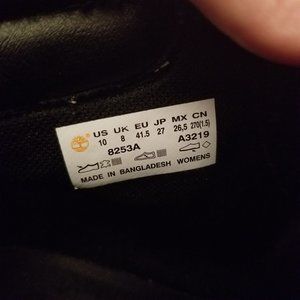 US UK EU JP MX CN
10 8 41.5 27 26,5 270(1.5)
8253A A3219
MADE IN BANGLADESH WOMENS